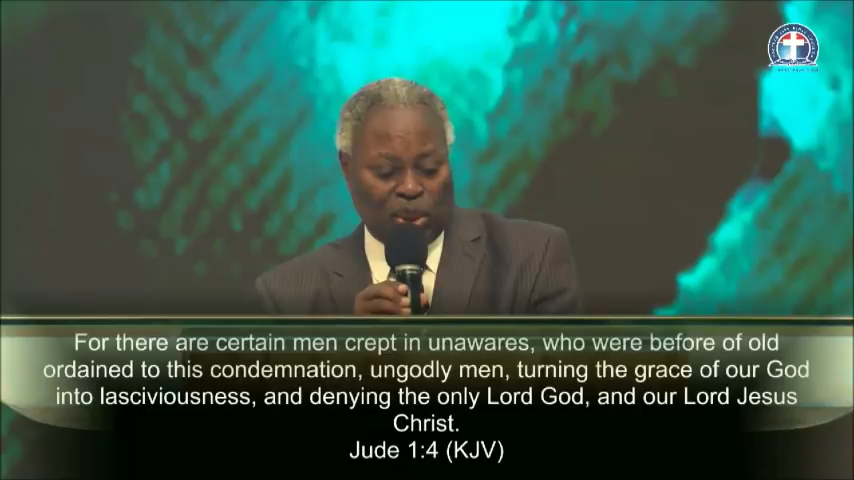 For there are certain men crept in unawares, who were before of old
ordained to this condemnation, ungodly men, turning the grace of our God
into lasciviousness, and denying the only Lord God, and our Lord Jesus
Christ.
Jude 1:4 (KJV)